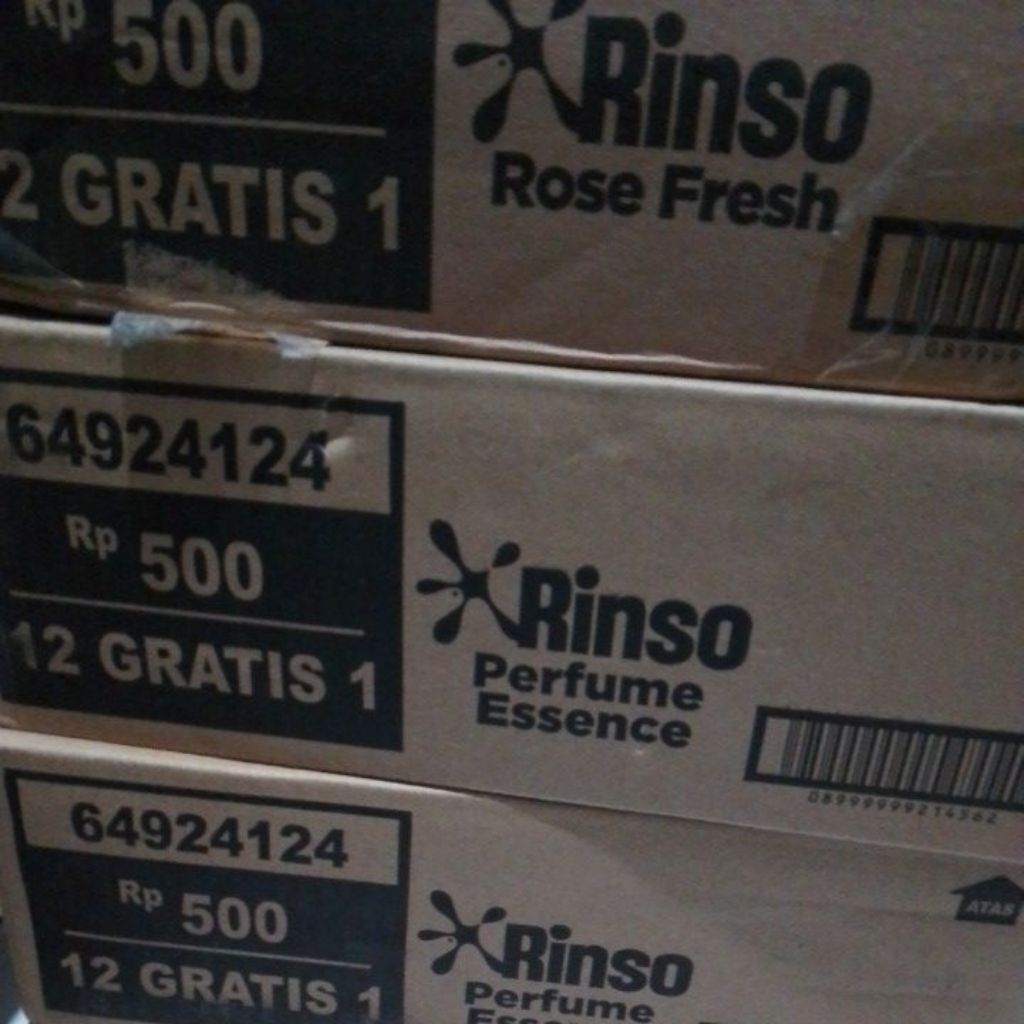 Rp 500
2 GRATIS 1
Rinso
Rose Fresh
64924124
Rp 500
12 GRATIS 1
Rinso
Perfume
Essence
64924124
Rp 500
12 GRATIS 1
Rinso
Perfume
ATAS